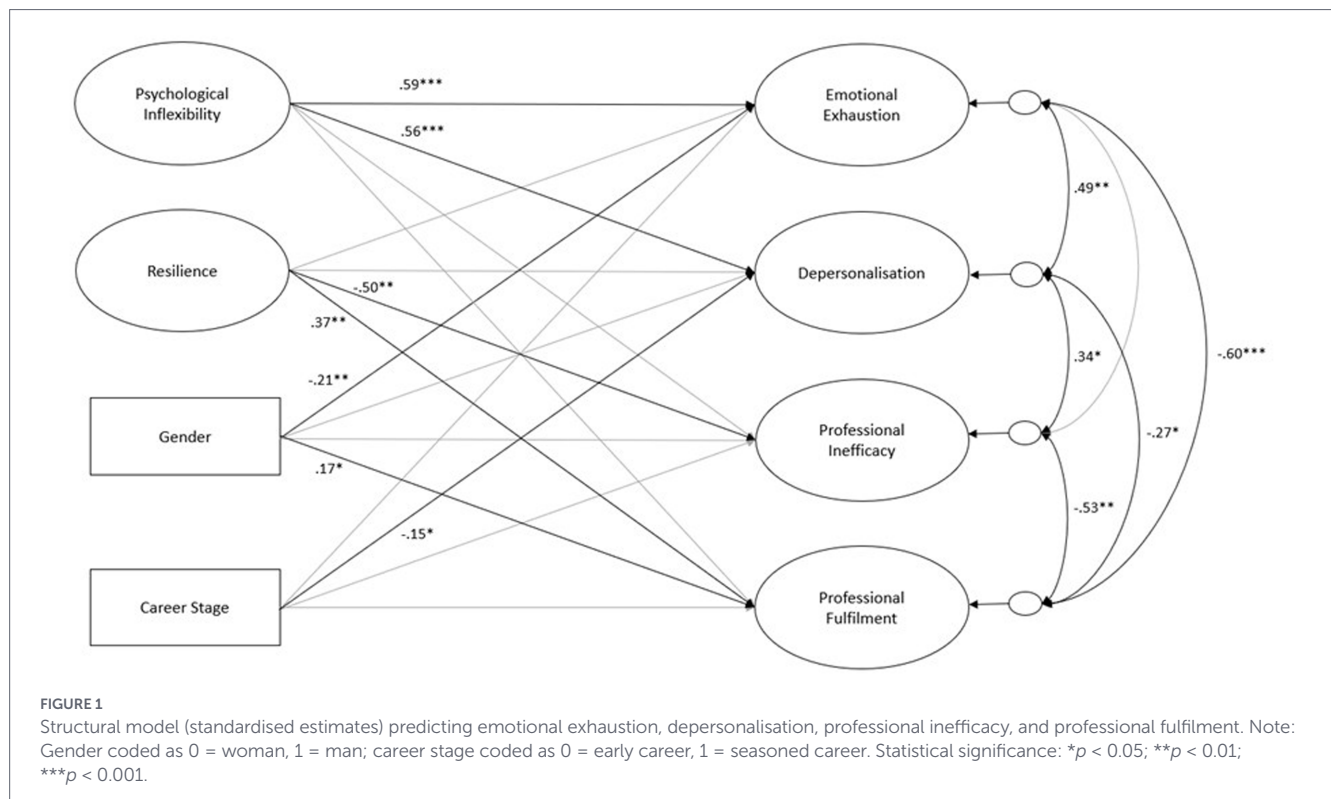 Psychological
Inflexibility
.59***
Emotional
Exhaustion
.56***
.49**
Resilience
Depersonalisation
-.50**
.37**
.34*
-.60***
-.21**
Gender
Professional
Inefficacy
-.27*
.17*
-.53**
-.15*
Career Stage
Professional
Fulfilment
FIGURE 1
Structural model (standardised estimates) predicting emotional exhaustion, depersonalisation, professional inefficacy, and professional fulfilment. Note:
Gender coded as 0 = woman, 1 = man; career stage coded as 0 = early career, 1 = seasoned career. Statistical significance: *p < 0.05; **p < 0.01;
***p < 0.001.